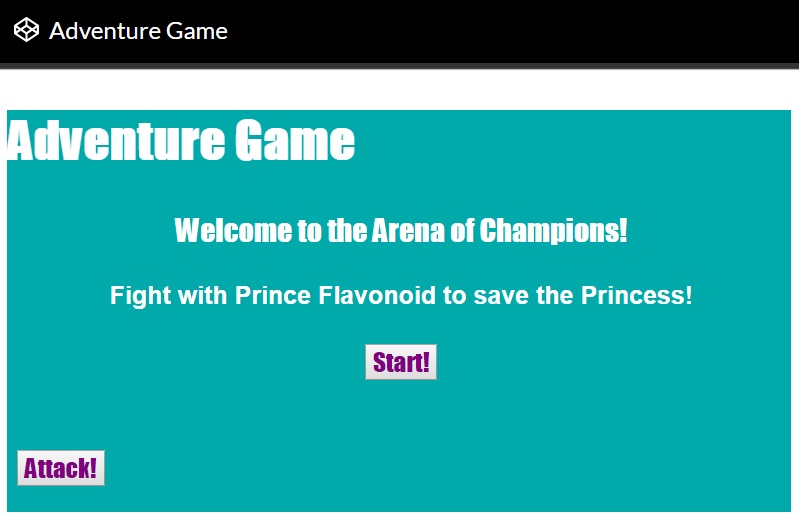 Adventure Game
Adventure Game
Welcome to the Arena of Champions!
Fight with Prince Flavonoid to save the Princess!
Start!
Attack!